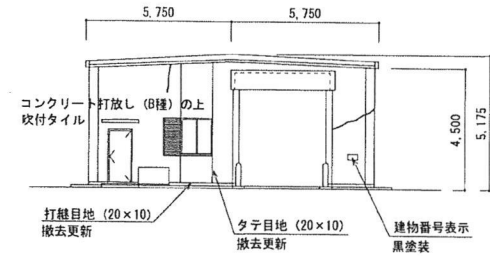 5,750
5,750
コンクリート打放し（B種）の上
吹付タイル
4,500
5,175
打継目地（20×10）
撤去更新
タテ目地（20×10）
撤去更新
建物番号表示
黒塗装